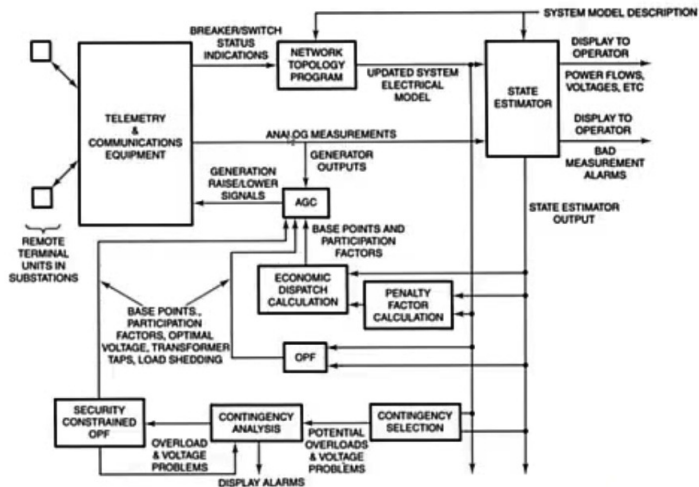 SYSTEM MODEL DESCRIPTION
BREAKER/SWITCH
STATUS
INDICATIONS
NETWORK
TOPOLOGY
PROGRAM
UPDATED SYSTEM
ELECTRICAL
MODEL
STATE
ESTIMATOR
DISPLAY TO
OPERATOR
POWER FLOWS,
VOLTAGES, ETC
DISPLAY TO
OPERATOR
BAD
MEASUREMENT
ALARMS
TELEMETRY
&
COMMUNICATIONS
EQUIPMENT
ANALOG MEASUREMENTS
GENERATOR
OUTPUTS
GENERATION
RAISE/LOWER
SIGNALS
AGC
STATE ESTIMATOR
OUTPUT
REMOTE
TERMINAL
UNITS IN
SUBSTATIONS
BASE POINTS AND
PARTICIPATION
FACTORS
ECONOMIC
DISPATCH
CALCULATION
PENALTY
FACTOR
CALCULATION
BASE POINTS.,
PARTICIPATION
FACTORS, OPTIMAL
VOLTAGE, TRANSFORMER
TAPS, LOAD SHEDDING
OPF
SECURITY
CONSTRAINED
OPF
CONTINGENCY
ANALYSIS
CONTINGENCY
SELECTION
OVERLOAD
& VOLTAGE
PROBLEMS
POTENTIAL
OVERLOADS
& VOLTAGE
PROBLEMS
DISPLAY ALARMS